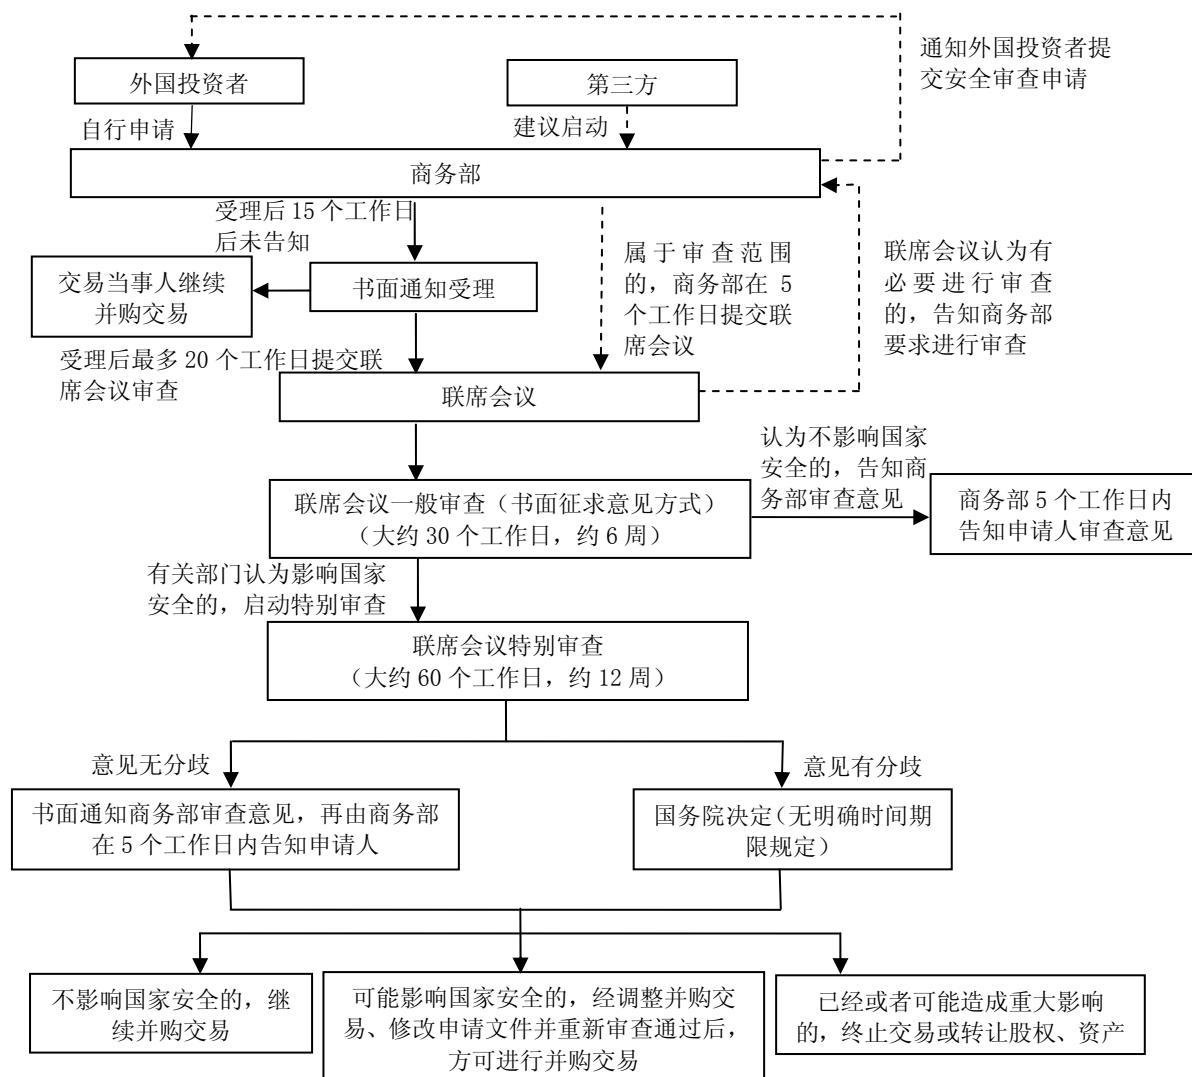 通知外国投资者提
交安全审查申请
外国投资者
第三方
自行申请
建议启动
商务部
受理后 15 个工作日
后未告知
属于审查范围
的，商务部在 5
个工作日提交联
席会议
联席会议认为有
必要进行审查
的，告知商务部
要求进行审查
交易当事人继续
并购交易
书面通知受理
受理后最多 20 个工作日提交联
席会议审查
联席会议
认为不影响国家
安全的，告知商
务部审查意见
联席会议一般审查（书面征求意见方式）
（大约 30 个工作日，约 6 周）
商务部 5 个工作日内
告知申请人审查意见
有关部门认为影响国家
安全的，启动特别审查
联席会议特别审查
（大约 60 个工作日，约 12 周）
意见无分歧
意见有分歧
书面通知商务部审查意见，再由商务部
在 5 个工作日内告知申请人
国务院决定（无明确时间期
限规定）
不影响国家安全的，继
续并购交易
可能影响国家安全的，经调整并购交
易、修改申请文件并重新审查通过后，
方可进行并购交易
已经或者可能造成重大影响
的，终止交易或转让股权、资产